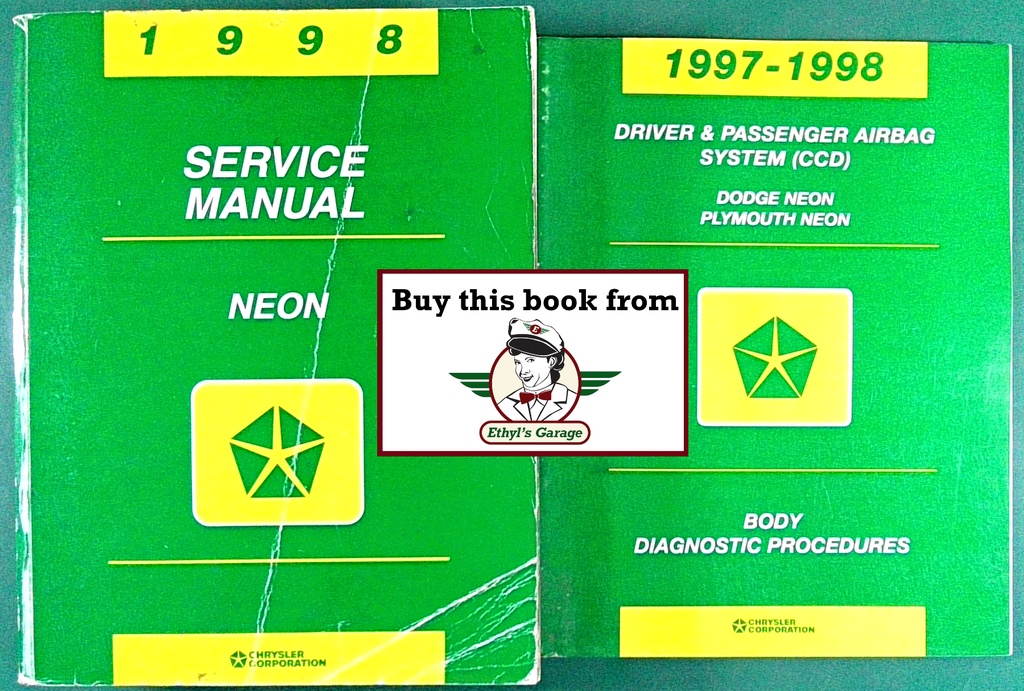 1 9 9 8
SERVICE
MANUAL
NEON
CHRYSLER
CORPORATION
1997-1998
DRIVER & PASSENGER AIRBAG
SYSTEM (CCD)
DODGE NEON
PLYMOUTH NEON
BODY
DIAGNOSTIC PROCEDURES
CHRYSLER
CORPORATION
Buy this book from
E
Ethyl's Garage